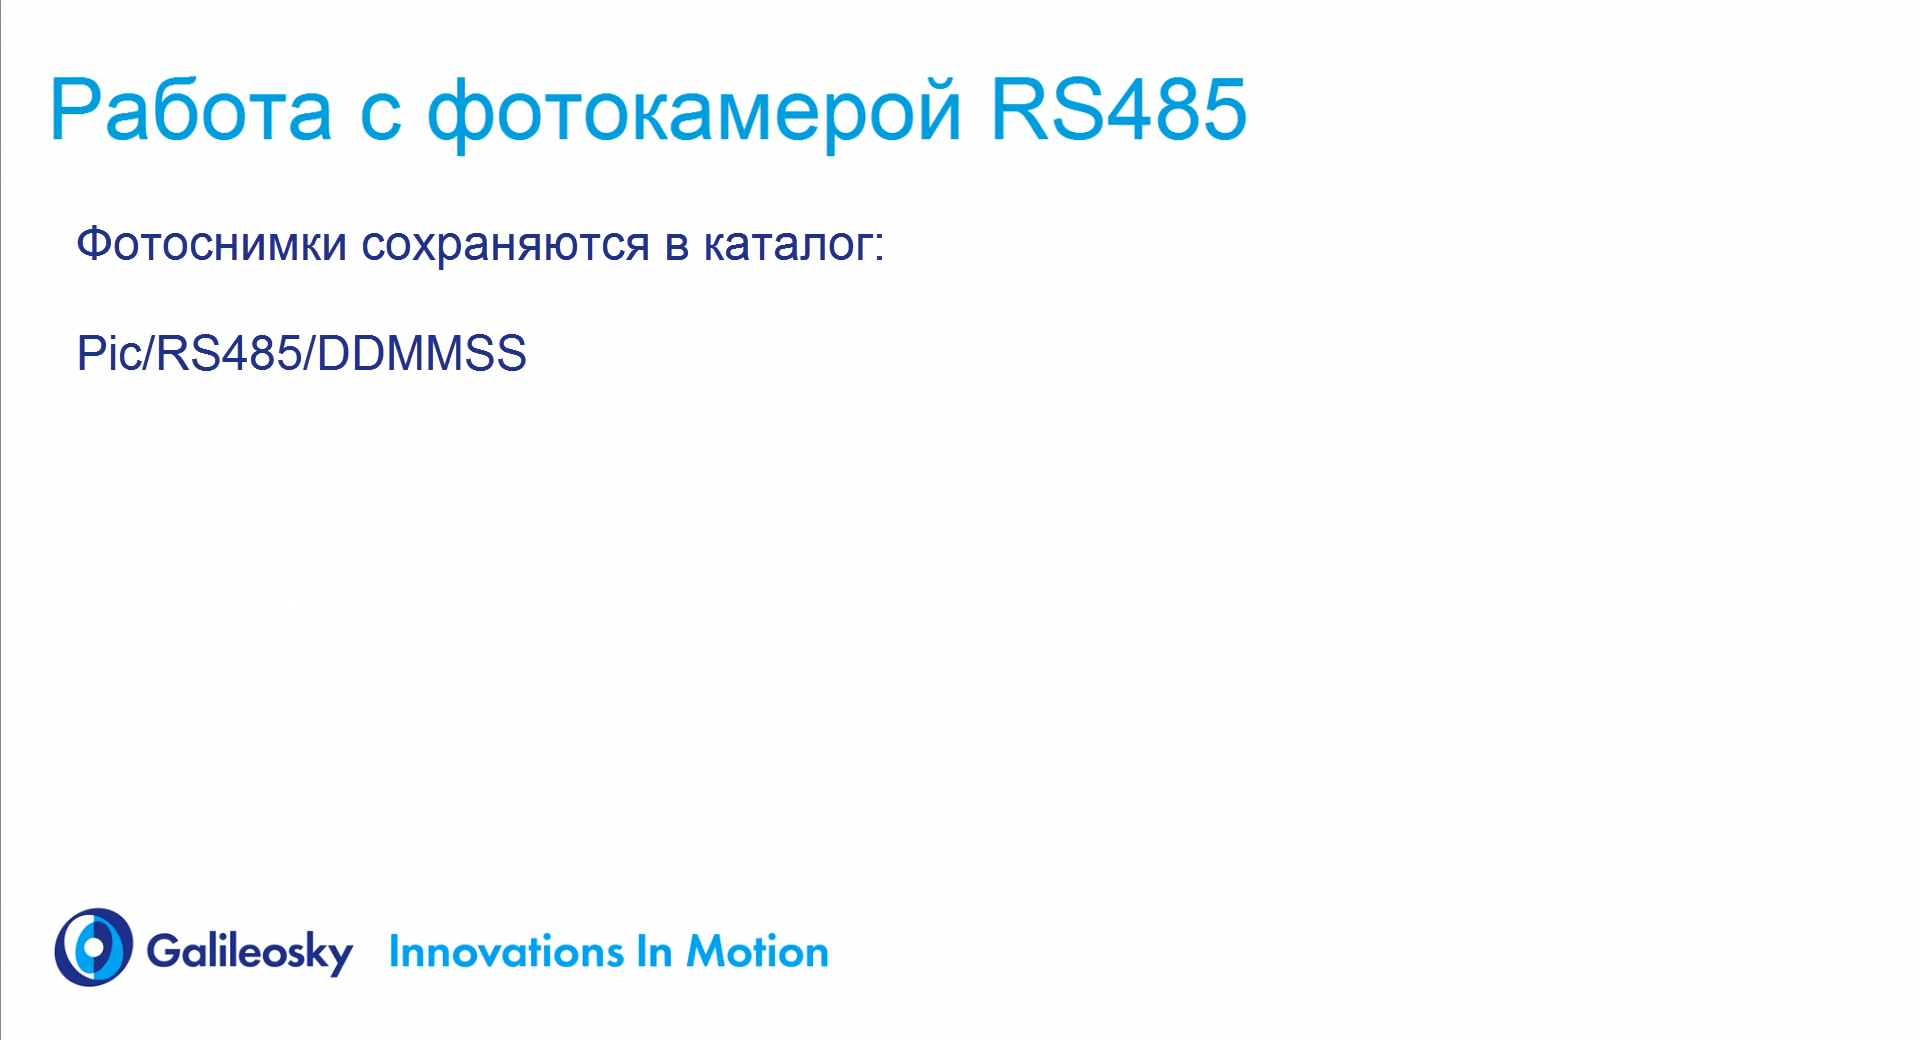 Работа с фотокамерой RS485
Фотоснимки сохраняются в каталог:
Pic/RS485/DDMMSS
Galileosky Innovations In Motion